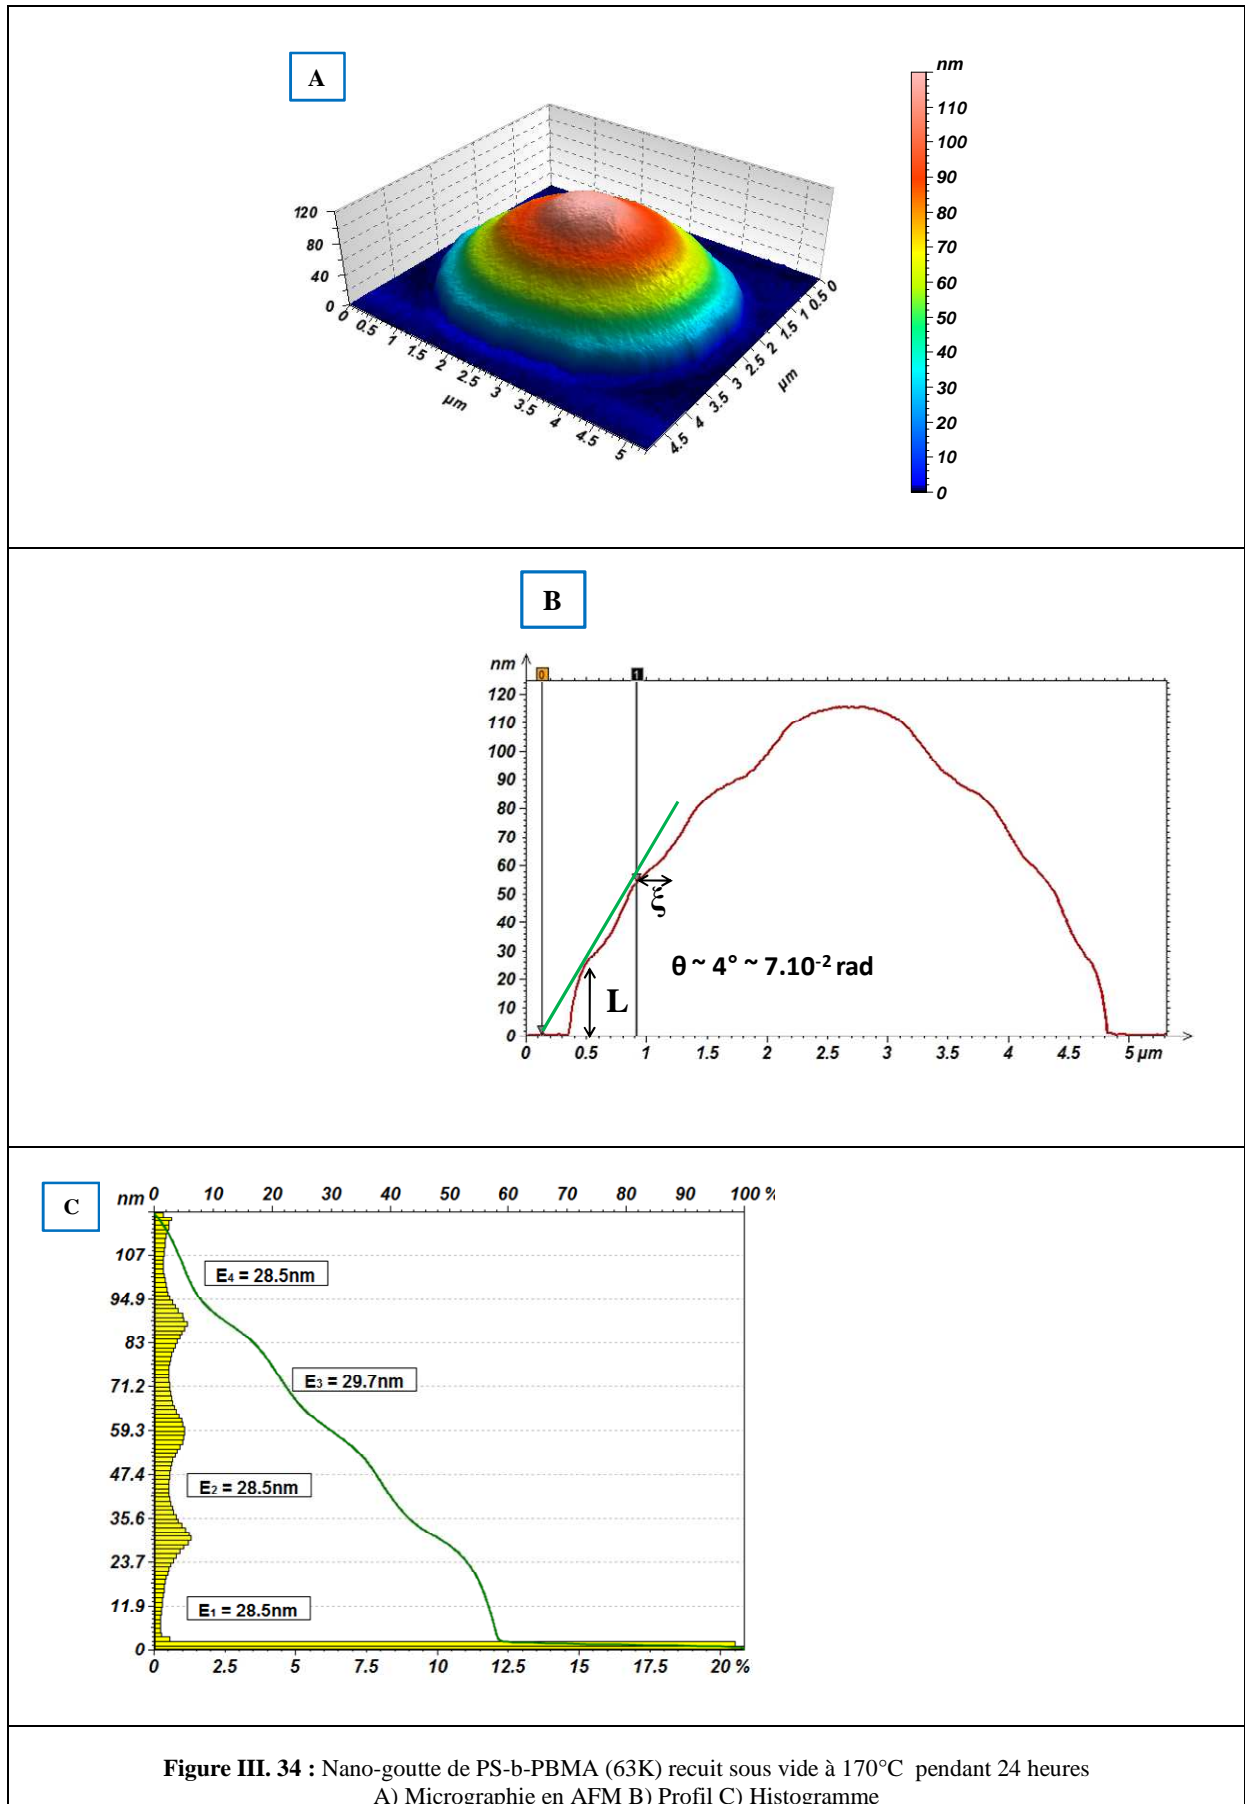 A
nm
110
100
90
80
70
60
50
40
30
20
10
0
120
80
40
0
0 0.5 1 1.5 2 2.5 3 3.5 4 4.5 5
µm
4.5 4 3.5 3 2.5 2 1.5 1 0.5 0
µm
B
nm
0 1
120
110
100
90
80
70
60
50
40
30
20
10
0
ξ
θ ~ 4° ~ 7.10⁻² rad
L
0 0.5 1 1.5 2 2.5 3 3.5 4 4.5 5 µm
C
nm 0 10 20 30 40 50 60 70 80 90 100 %
107
94.9
83
71.2
59.3
47.4
35.6
23.7
11.9
0
E4 = 28.5nm
E3 = 29.7nm
E2 = 28.5nm
E1 = 28.5nm
0 2.5 5 7.5 10 12.5 15 17.5 20 %
Figure III. 34 : Nano-goutte de PS-b-PBMA (63K) recuit sous vide à 170°C pendant 24 heures
A) Micrographie en AFM B) Profil C) Histogramme